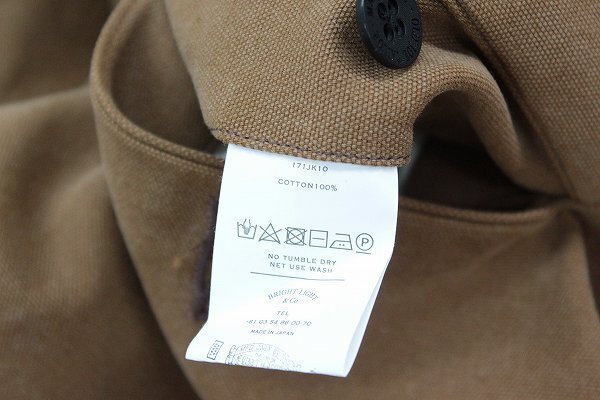 171JK10
COTTON100%
P
NO TUMBLE DRY
NET USE WASH
BRIGHT LIGHT
& Co
TEL
-81 03 54 86 00 70
MADE IN JAPAN